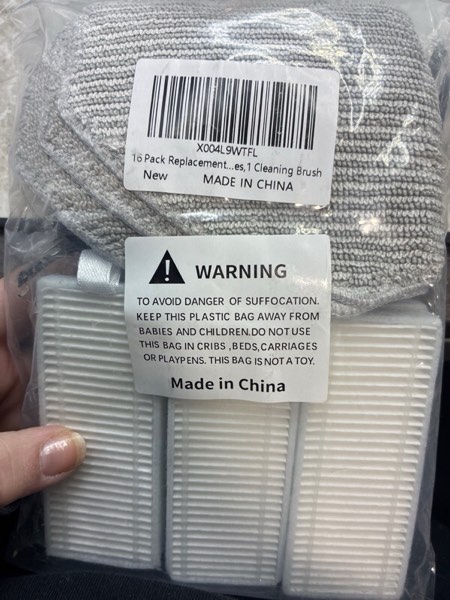 X004L9WTFL
16 Pack Replacement...es,1 Cleaning Brush
New MADE IN CHINA
WARNING
TO AVOID DANGER OF SUFFOCATION.
KEEP THIS PLASTIC BAG AWAY FROM
BABIES AND CHILDREN.DO NOT USE
THIS BAG IN CRIBS ,BEDS,CARRIAGES
OR PLAYPENS. THIS BAG IS NOT A TOY.
Made in China